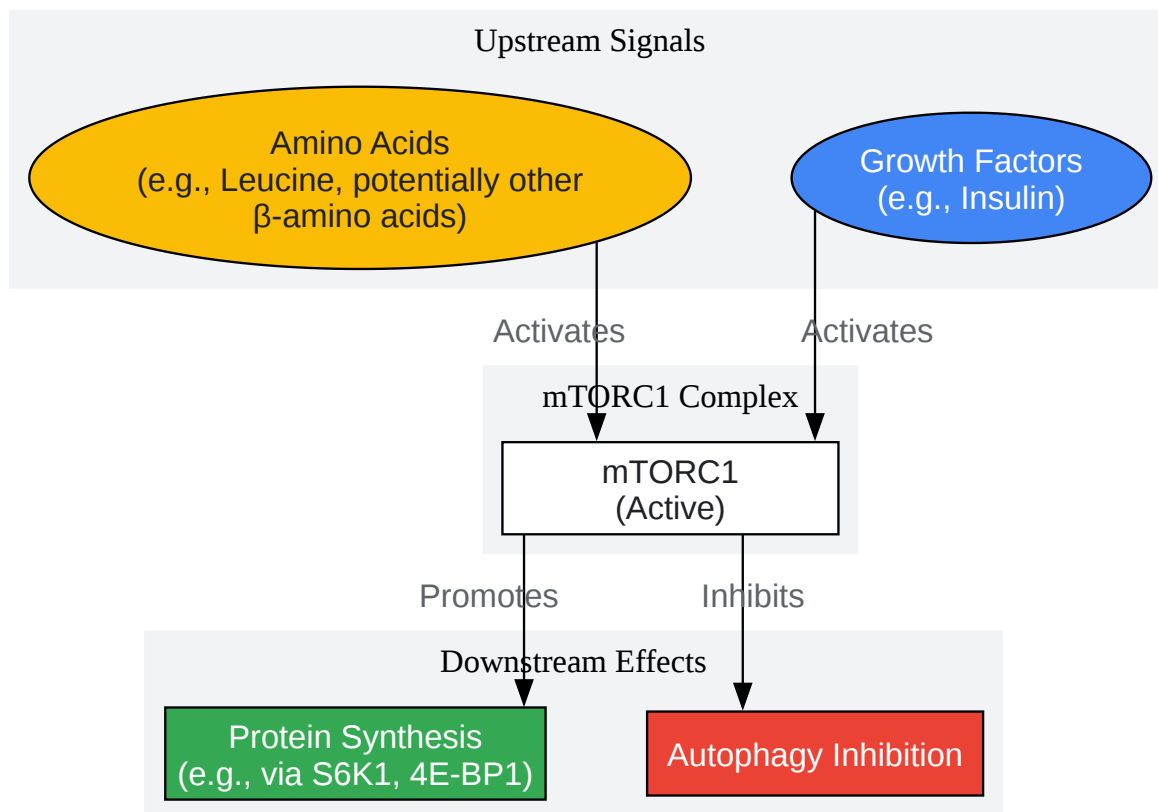 Upstream Signals
Amino Acids
(e.g., Leucine, potentially other
β-amino acids)
Growth Factors
(e.g., Insulin)
Activates
Activates
mTORC1 Complex
mTORC1
(Active)
Promotes
Inhibits
Downstream Effects
Protein Synthesis
(e.g., via S6K1, 4E-BP1)
Autophagy Inhibition